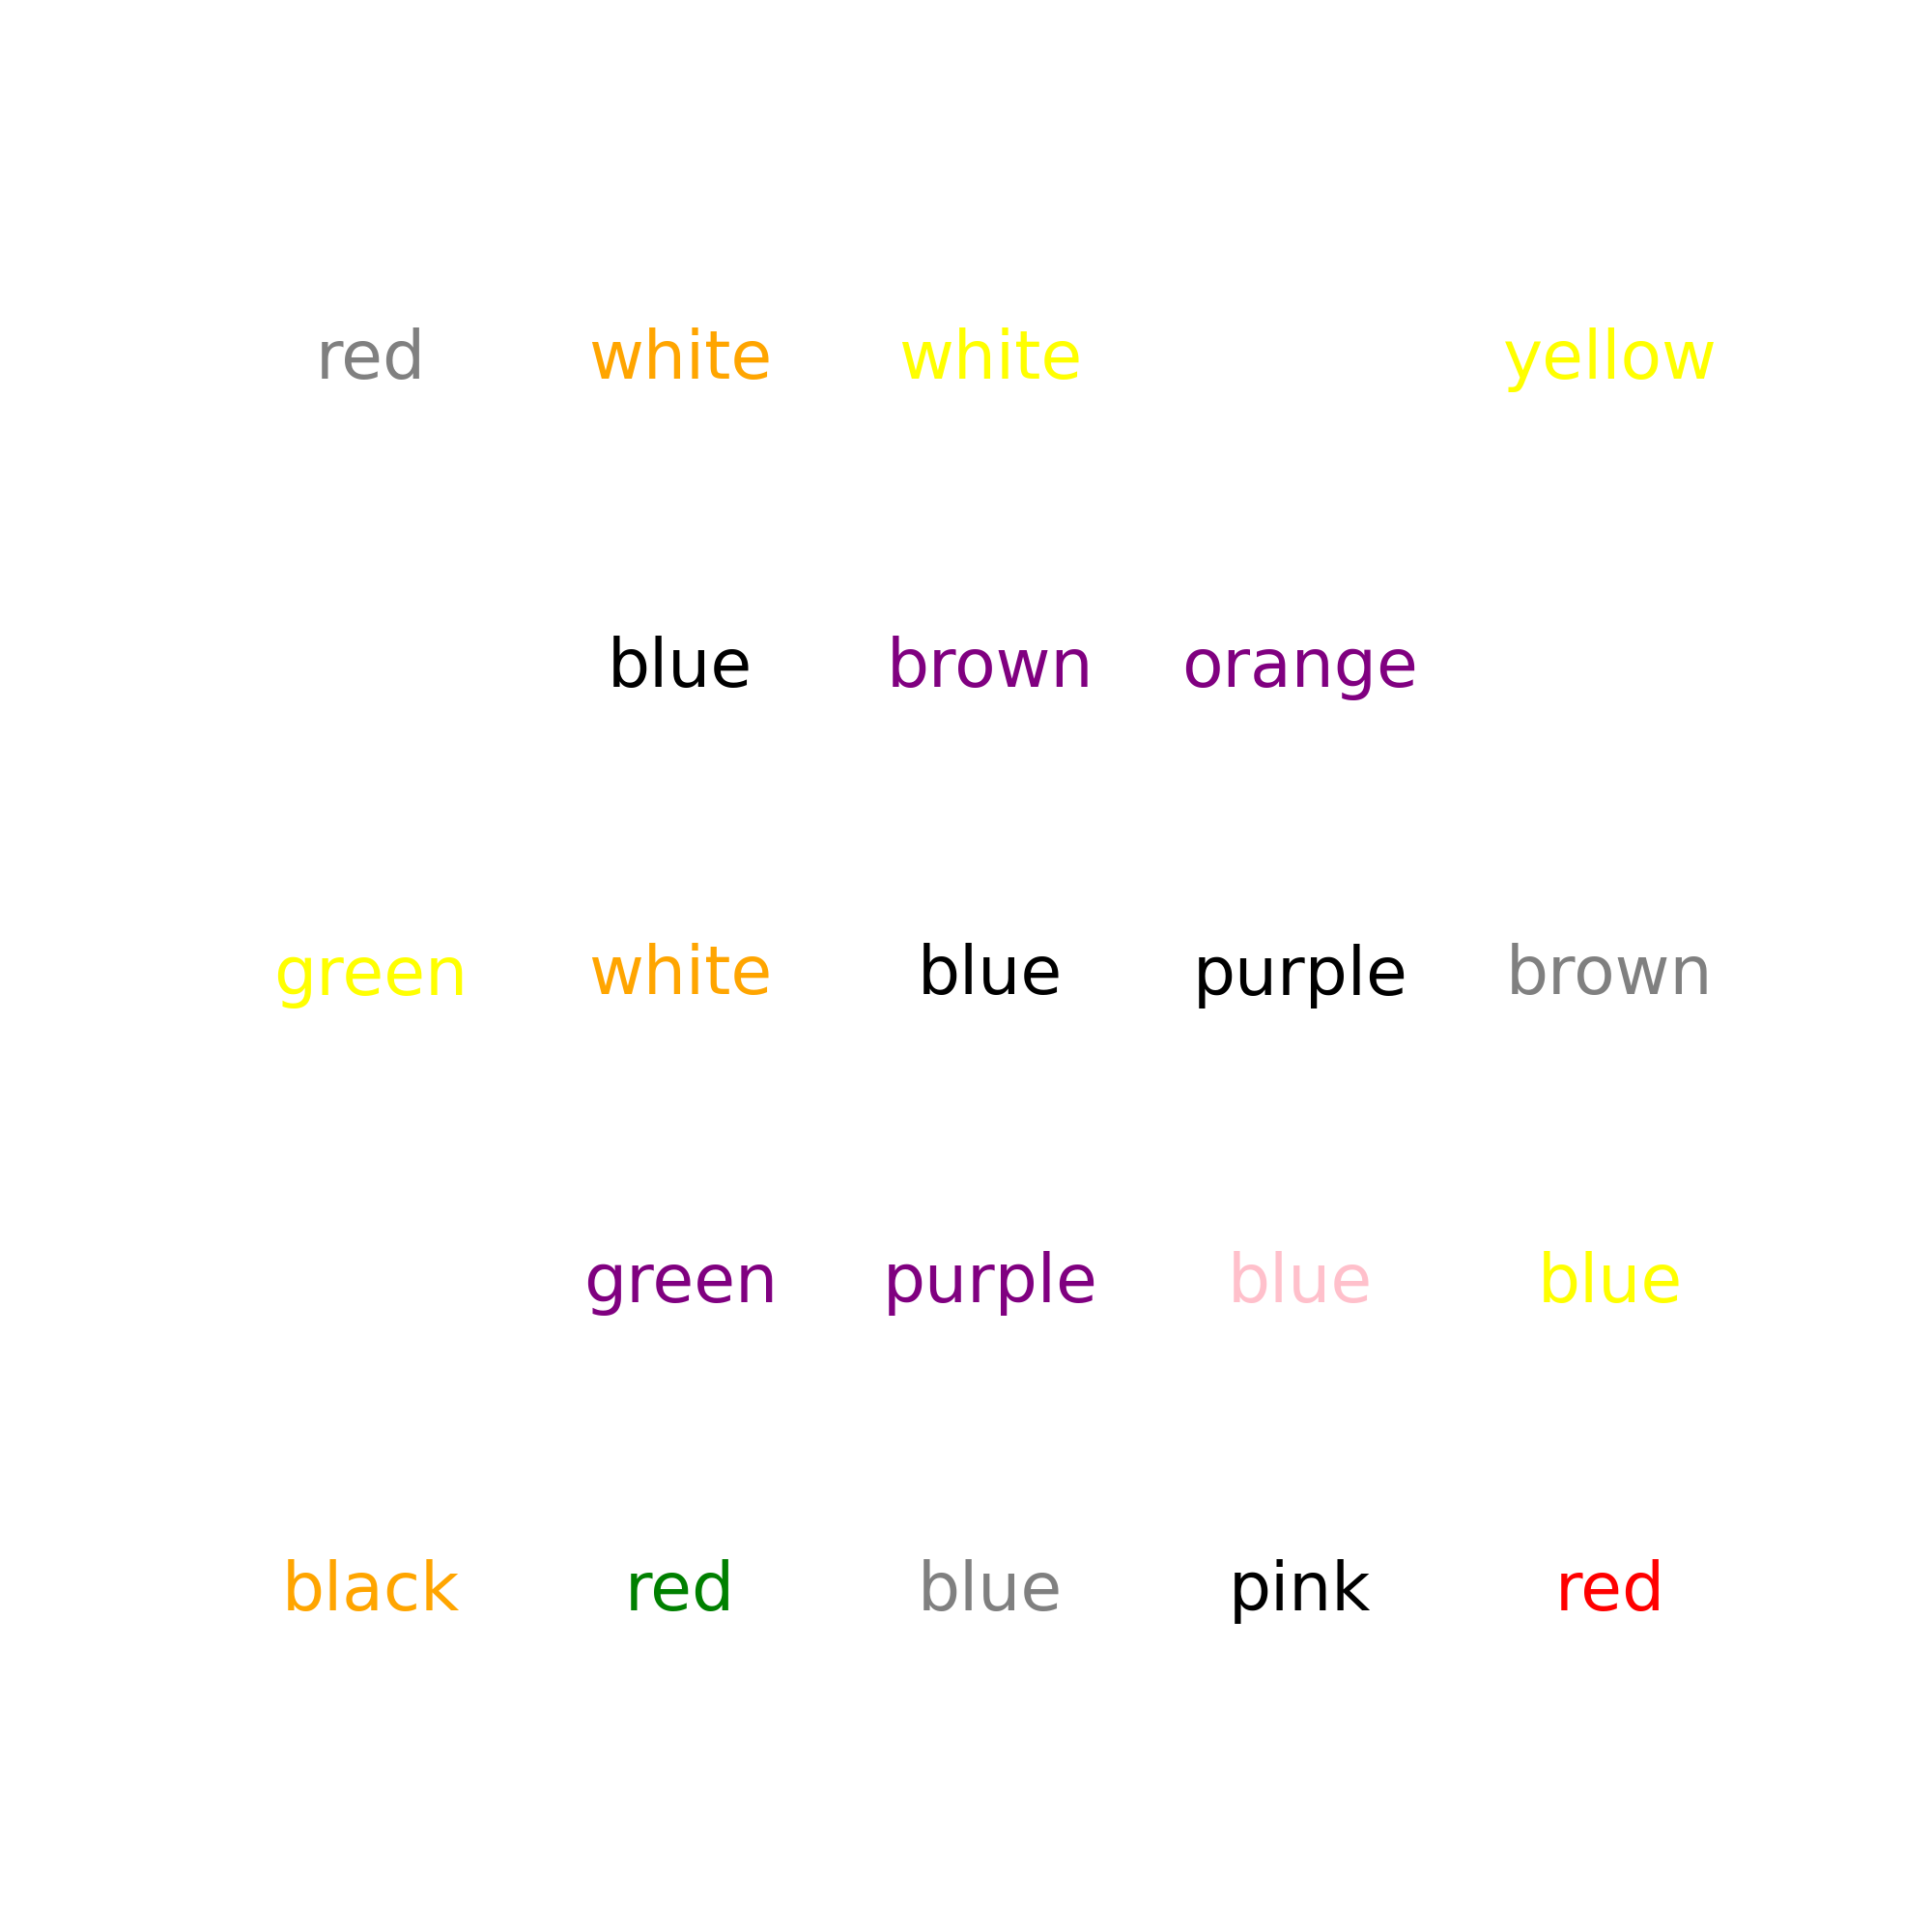 red white white yellow
blue brown orange
green white blue purple brown
green purple blue blue
black red blue pink red